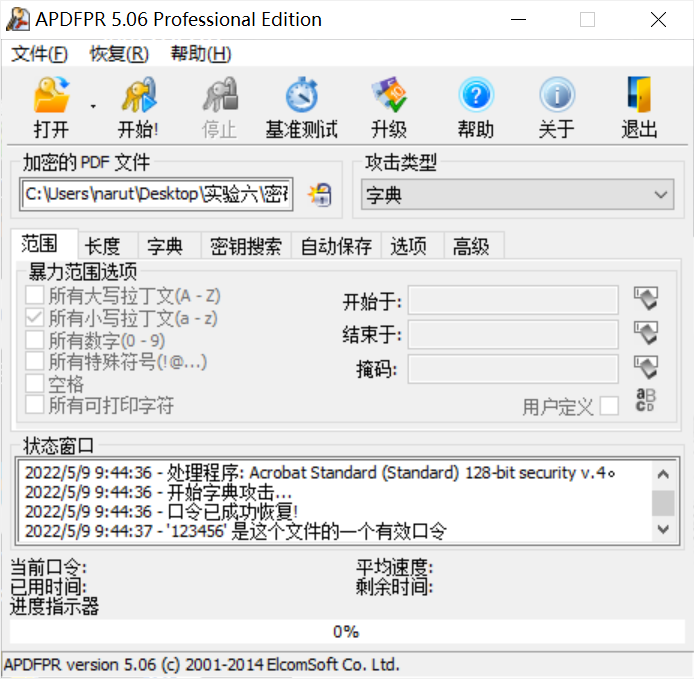 APDFPR 5.06 Professional Edition
文件(F) 恢复(R) 帮助(H)
打开 开始! 停止 基准测试 升级 帮助 关于 退出
加密的 PDF 文件 攻击类型
C:\Users\narut\Desktop\实验六\密 字典
范围 长度 字典 密钥搜索 自动保存 选项 高级
暴力范围选项
所有大写拉丁文(A - Z) 开始于:
所有小写拉丁文(a - z)
所有数字(0 - 9) 结束于:
所有特殊符号(!@...) 掩码:
空格
所有可打印字符 用户定义
状态窗口
2022/5/9 9:44:36 - 处理程序: Acrobat Standard (Standard) 128-bit security v.4。
2022/5/9 9:44:36 - 开始字典攻击...
2022/5/9 9:44:36 - 口令已成功恢复!
2022/5/9 9:44:37 - '123456' 是这个文件的一个有效口令
当前口令: 平均速度:
已用时间: 剩余时间:
进度指示器
0%
APDFPR version 5.06 (c) 2001-2014 ElcomSoft Co. Ltd.